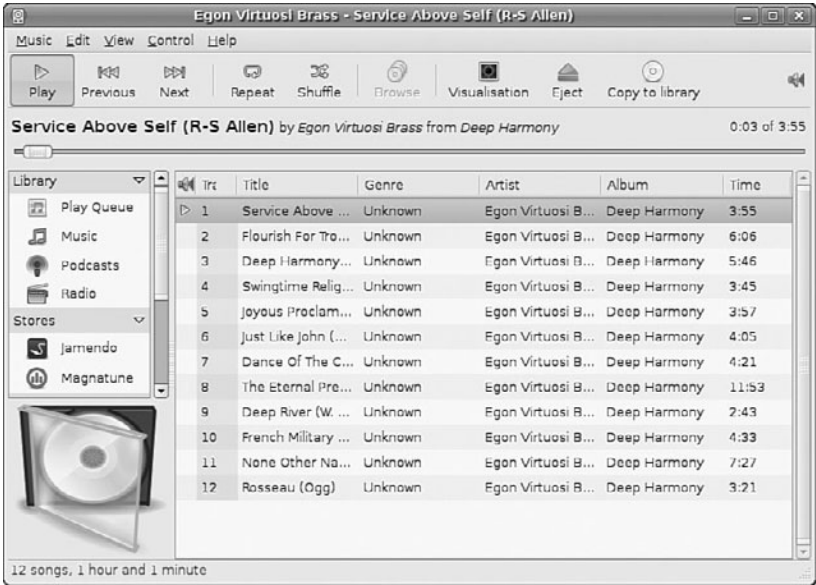 Egon Virtuosi Brass - Service Above Self (R-S Allen)
Music Edit View Control Help
Play Previous Next Repeat Shuffle Browse Visualisation Eject Copy to library
Service Above Self (R-S Allen) by Egon Virtuosi Brass from Deep Harmony 0:03 of 3:55
Library
Play Queue
Music
Podcasts
Radio
Stores
Jamendo
Magnatune
Trc Title Genre Artist Album Time
1 Service Above ... Unknown Egon Virtuosi B... Deep Harmony 3:55
2 Flourish For Tro... Unknown Egon Virtuosi B... Deep Harmony 6:06
3 Deep Harmony... Unknown Egon Virtuosi B... Deep Harmony 5:46
4 Swingtime Relig... Unknown Egon Virtuosi B... Deep Harmony 3:45
5 Joyous Proclam... Unknown Egon Virtuosi B... Deep Harmony 3:57
6 Just Like John (... Unknown Egon Virtuosi B... Deep Harmony 4:05
7 Dance Of The C... Unknown Egon Virtuosi B... Deep Harmony 4:21
8 The Eternal Pre... Unknown Egon Virtuosi B... Deep Harmony 11:53
9 Deep River (W. ... Unknown Egon Virtuosi B... Deep Harmony 2:43
10 French Military ... Unknown Egon Virtuosi B... Deep Harmony 4:33
11 None Other Na... Unknown Egon Virtuosi B... Deep Harmony 7:27
12 Rosseau (Ogg) Unknown Egon Virtuosi B... Deep Harmony 3:21
12 songs, 1 hour and 1 minute